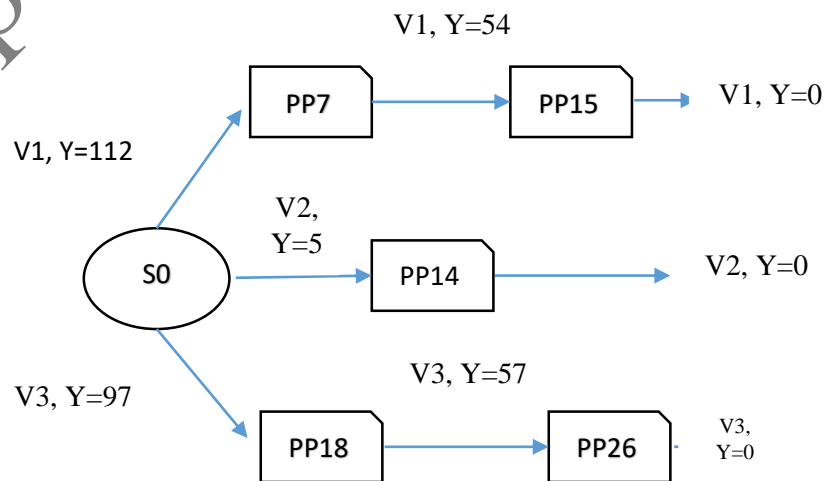 V1, Y=54
PP7
PP15
V1, Y=0
V1, Y=112
V2,
Y=5
S0
PP14
V2, Y=0
V3, Y=57
V3, Y=97
PP18
PP26
V3,
Y=0